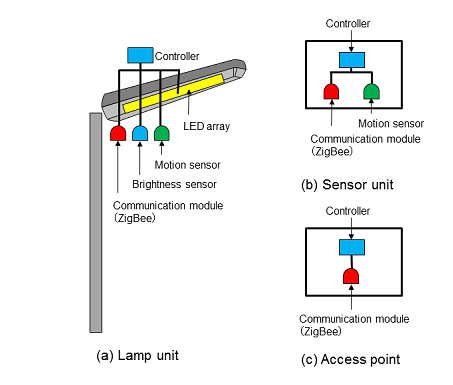 Controller
LED array
Motion sensor
Brightness sensor
Communication module
(ZigBee)
(a) Lamp unit
Controller
Motion sensor
Communication module
(ZigBee)
(b) Sensor unit
Controller
Communication module
(ZigBee)
(c) Access point